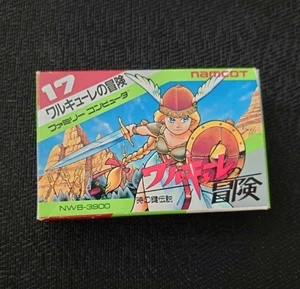 17
ワルキューレの冒険
ファミリー コンピュータ
namcot
ワルキューレの
冒険
時の鍵伝説
NWB-3900